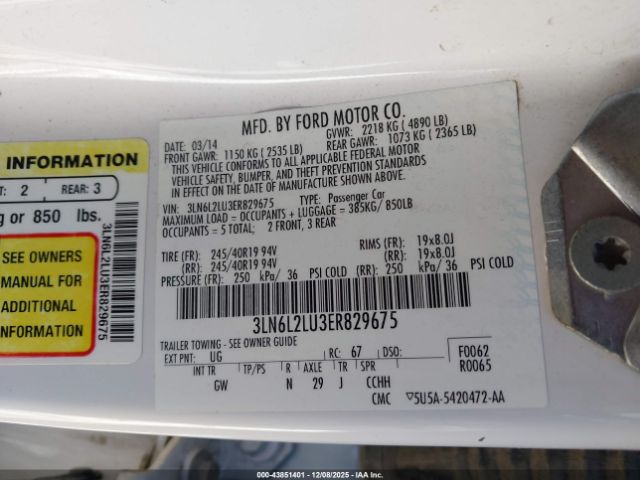 MFD. BY FORD MOTOR CO.
DATE: 03/14 GVWR: 2218 KG ( 4890 LB)
FRONT GAWR: 1150 KG ( 2535 LB) REAR GAWR: 1073 KG ( 2365 LB)
THIS VEHICLE CONFORMS TO ALL APPLICABLE FEDERAL MOTOR
VEHICLE SAFETY, BUMPER, AND THEFT PREVENTION STANDARDS
IN EFFECT ON THE DATE OF MANUFACTURE SHOWN ABOVE.
VIN: 3LN6L2LU3ER829675 TYPE: Passenger Car
MAXIMUM LOAD = OCCUPANTS + LUGGAGE = 385KG/ 850LB
OCCUPANTS = 5 TOTAL; 2 FRONT, 3 REAR
TIRE (FR): 245/40R19 94V RIMS (FR): 19x8.0J
(RR): 245/40R19 94V (RR): 19x8.0J
PRESSURE (FR): 250 kPa/ 36 PSI COLD (RR): 250 kPa/ 36 PSI COLD
3LN6L2LU3ER829675
TRAILER TOWING - SEE OWNER GUIDE
EXT PNT: UG RC: 67 DSO: F0062
R0065
INT TR TP/PS R AXLE TR SPR
GW N 29 J CCHH
CMC 5U5A-5420472-AA
INFORMATION
2 REAR: 3
or 850 lbs.
SEE OWNERS
MANUAL FOR
ADDITIONAL
INFORMATION
3LN6L2LU3ER829675
© 43851401 - 12/08/2025 - IAA